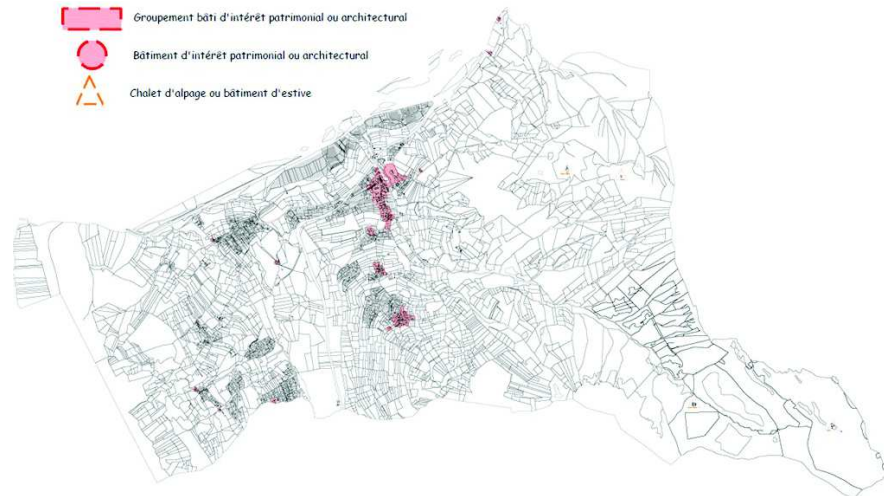 Groupement bâti d'intérêt patrimonial ou architectural
Bâtiment d'intérêt patrimonial ou architectural
Chalet d'alpage ou bâtiment d'estive